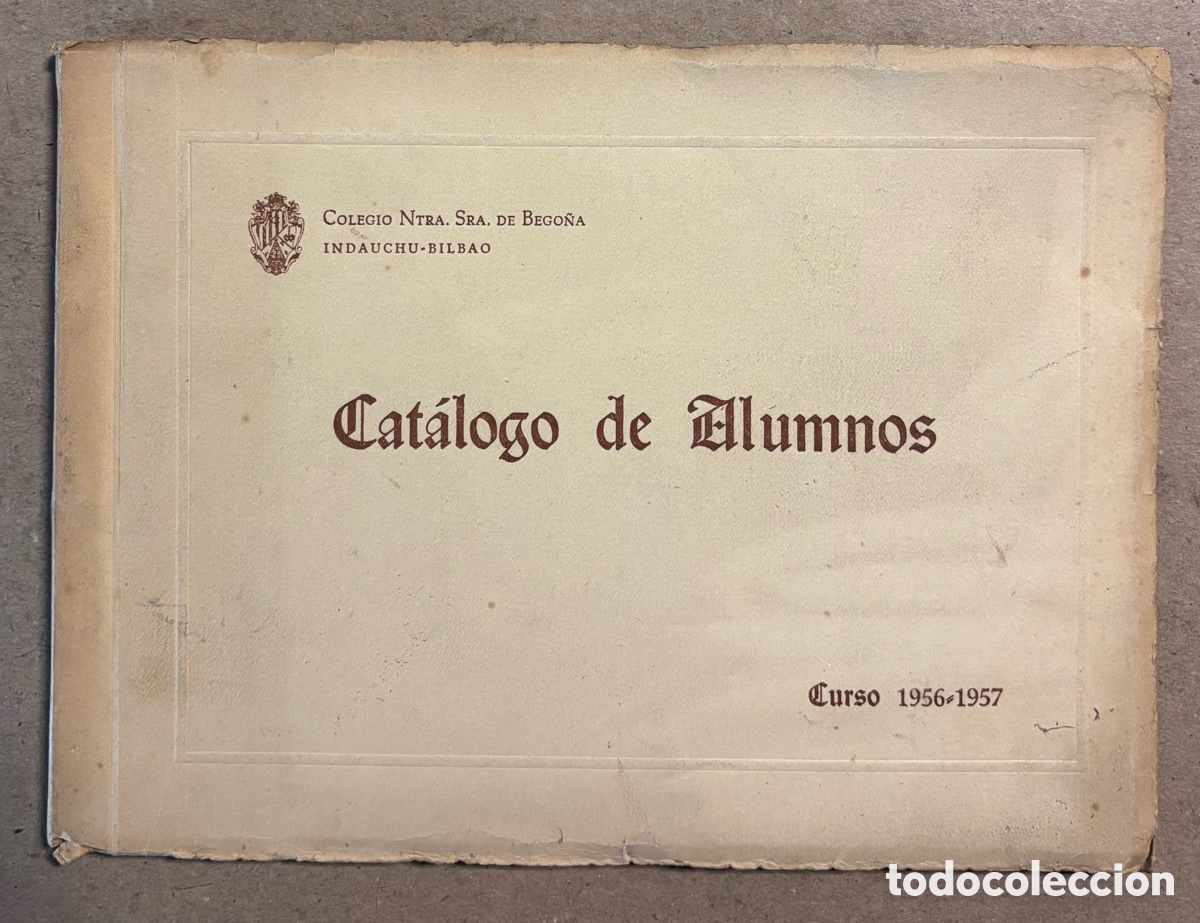 Colegio Ntra. Sra. de Begoña
INDAUCHU-BILBAO
Catálogo de Alumnos
Curso 1956-1957
todocoleccion